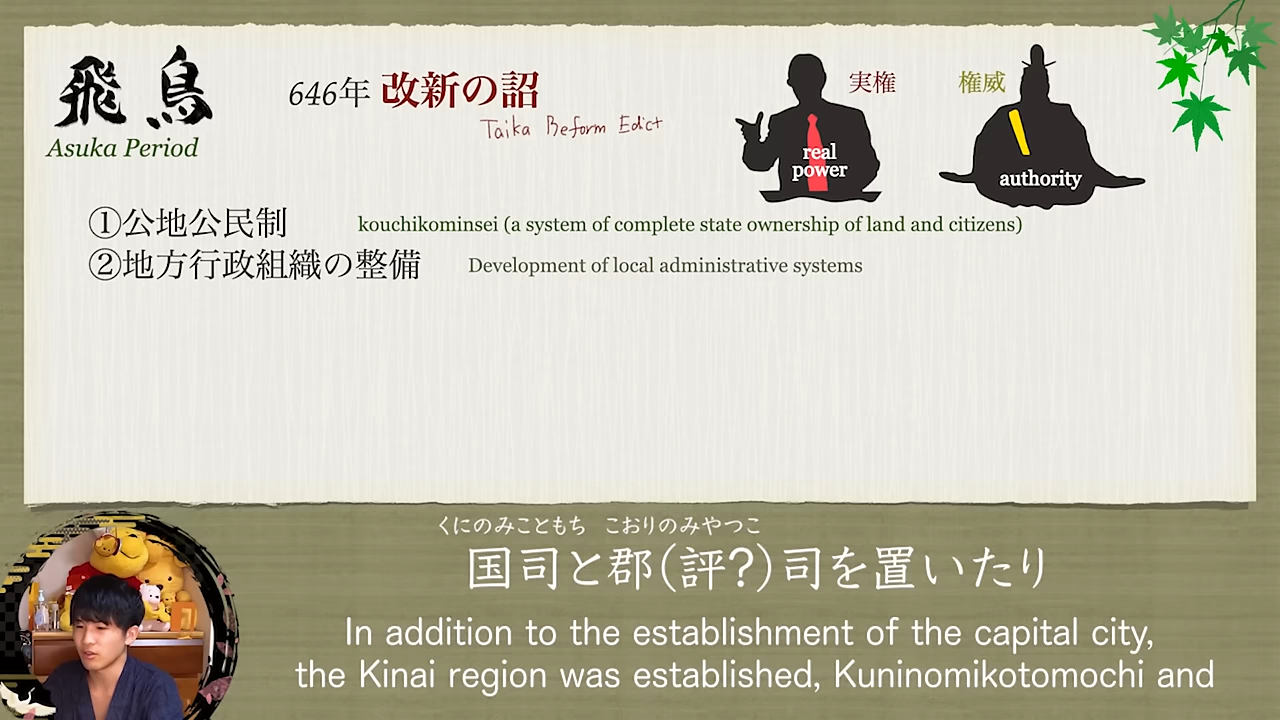 飛鳥
Asuka Period
646年 改新の詔
Taika Reform Edict
実権
real
power
権威
authority
①公地公民制 kouchikominsei (a system of complete state ownership of land and citizens)
②地方行政組織の整備 Development of local administrative systems
くにのみこともち こおりのみやつこ
国司と郡(評?)司を置いたり
In addition to the establishment of the capital city,
the Kinai region was established, Kuninomikotomochi and